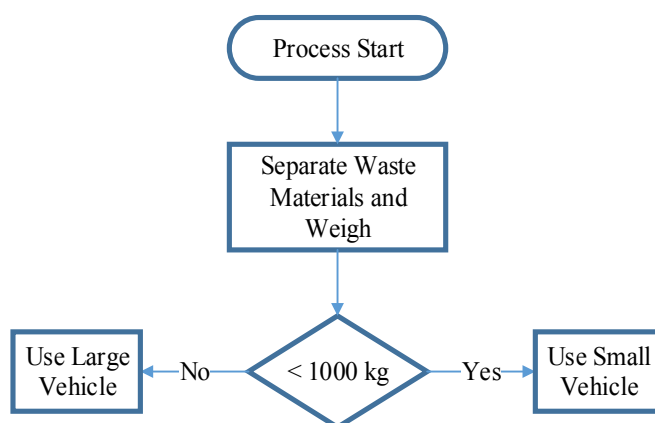 Process Start
Separate Waste
Materials and
Weigh
Use Large
Vehicle
No
< 1000 kg
Yes
Use Small
Vehicle